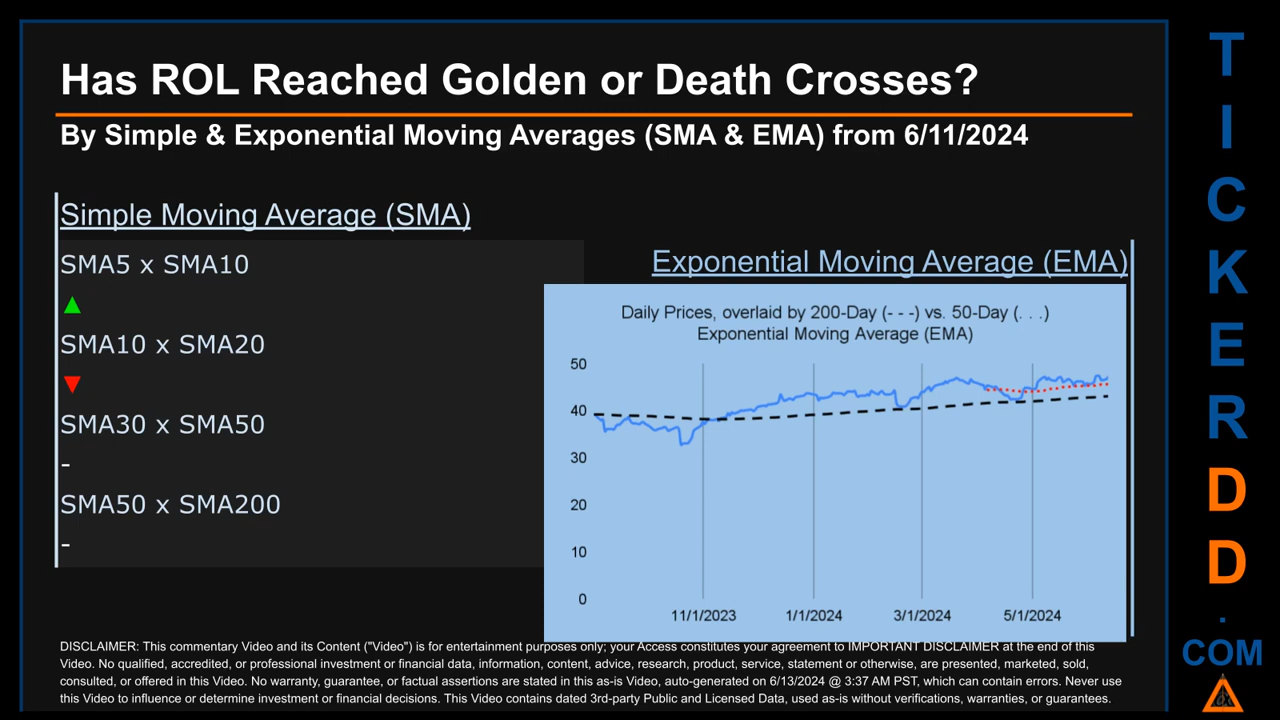 Has ROL Reached Golden or Death Crosses?
By Simple & Exponential Moving Averages (SMA & EMA) from 6/11/2024
Simple Moving Average (SMA)
SMA5 x SMA10
▲
SMA10 x SMA20
▼
SMA30 x SMA50
-
SMA50 x SMA200
-
Exponential Moving Average (EMA)
Daily Prices, overlaid by 200-Day (- - -) vs. 50-Day (. . .)
Exponential Moving Average (EMA)
50
40
30
20
10
0
11/1/2023 1/1/2024 3/1/2024 5/1/2024
DISCLAIMER: This commentary Video and its Content ("Video") is for entertainment purposes only; your Access constitutes your agreement to IMPORTANT DISCLAIMER at the end of this
Video. No qualified, accredited, or professional investment or financial data, information, content, advice, research, product, service, statement or otherwise, are presented, marketed, sold,
consulted, or offered in this Video. No warranty, guarantee, or factual assertions are stated in this as-is Video, auto-generated on 6/13/2024 @ 3:37 AM PST, which can contain errors. Never use
this Video to influence or determine investment or financial decisions. This Video contains dated 3rd-party Public and Licensed Data, used as-is without verifications, warranties, or guarantees.
T
I
C
K
E
R
D
D
.
COM